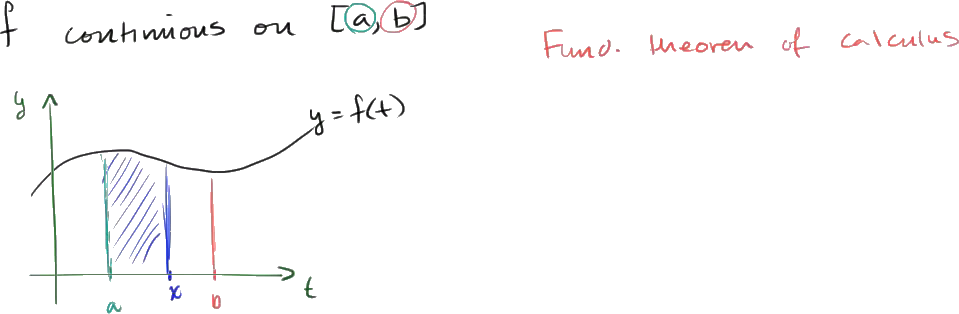 f continuous on [a, b]
Fund. theorem of calculus
y
y = f(t)
t
a
x
b